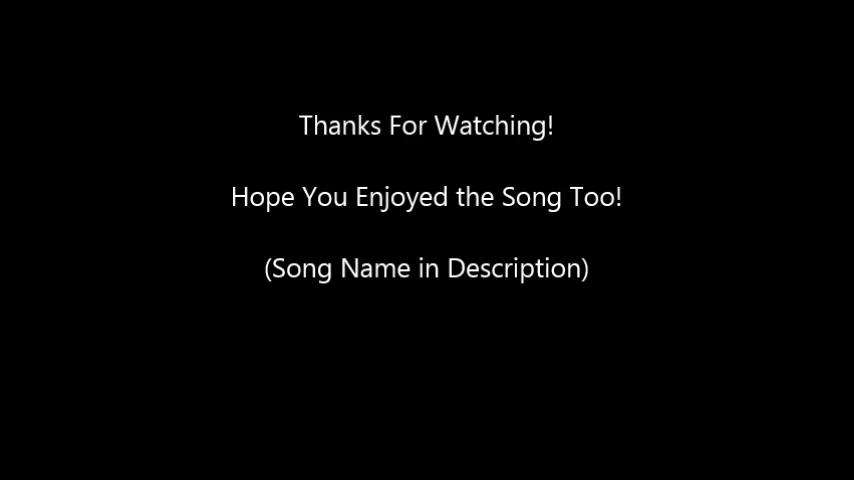 Thanks For Watching!
Hope You Enjoyed the Song Too!
(Song Name in Description)